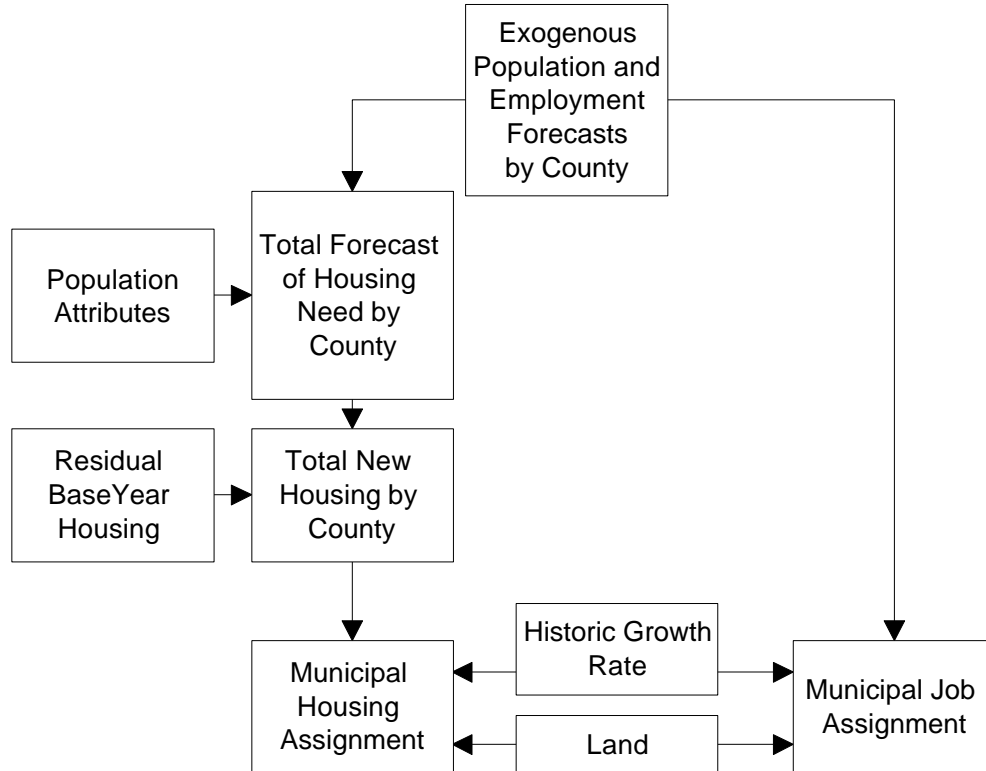 Exogenous
Population and
Employment
Forecasts
by County
Total Forecast
of Housing
Need by
County
Population
Attributes
Residual
BaseYear
Housing
Total New
Housing by
County
Historic Growth
Rate
Municipal
Housing
Assignment
Municipal Job
Assignment
Land